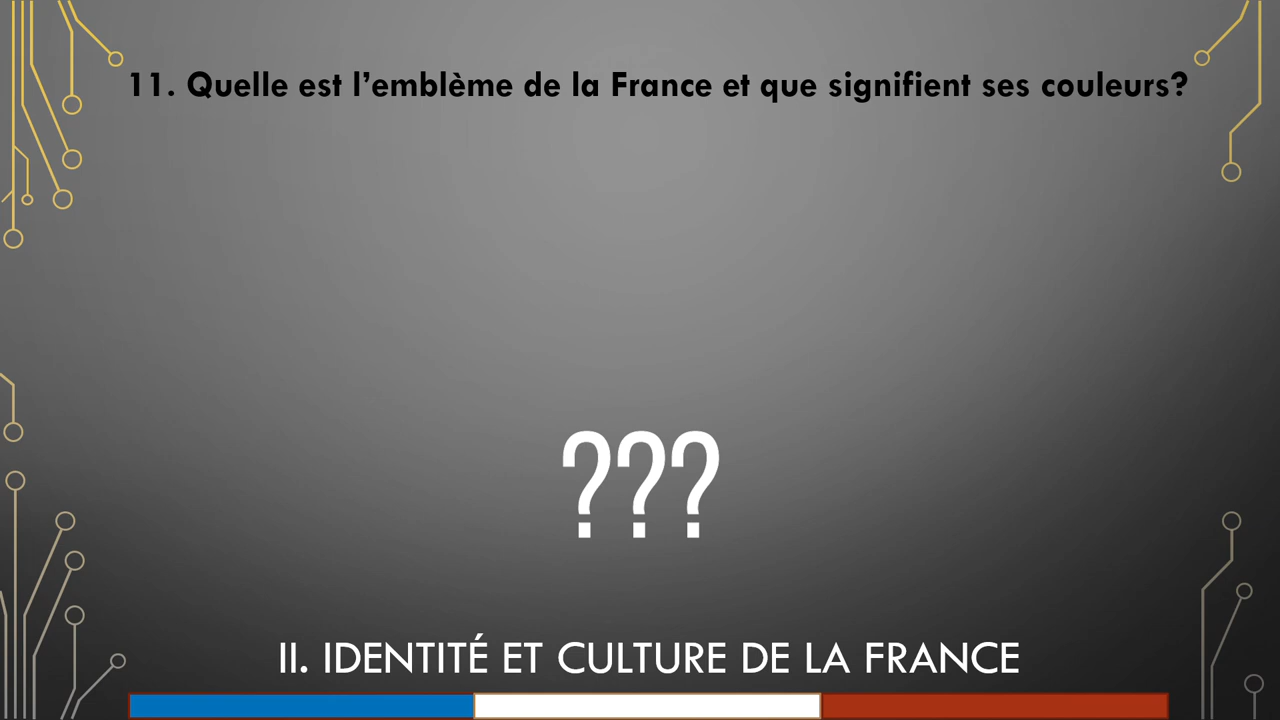 11. Quelle est l’emblème de la France et que signifient ses couleurs?
???
II. IDENTITÉ ET CULTURE DE LA FRANCE